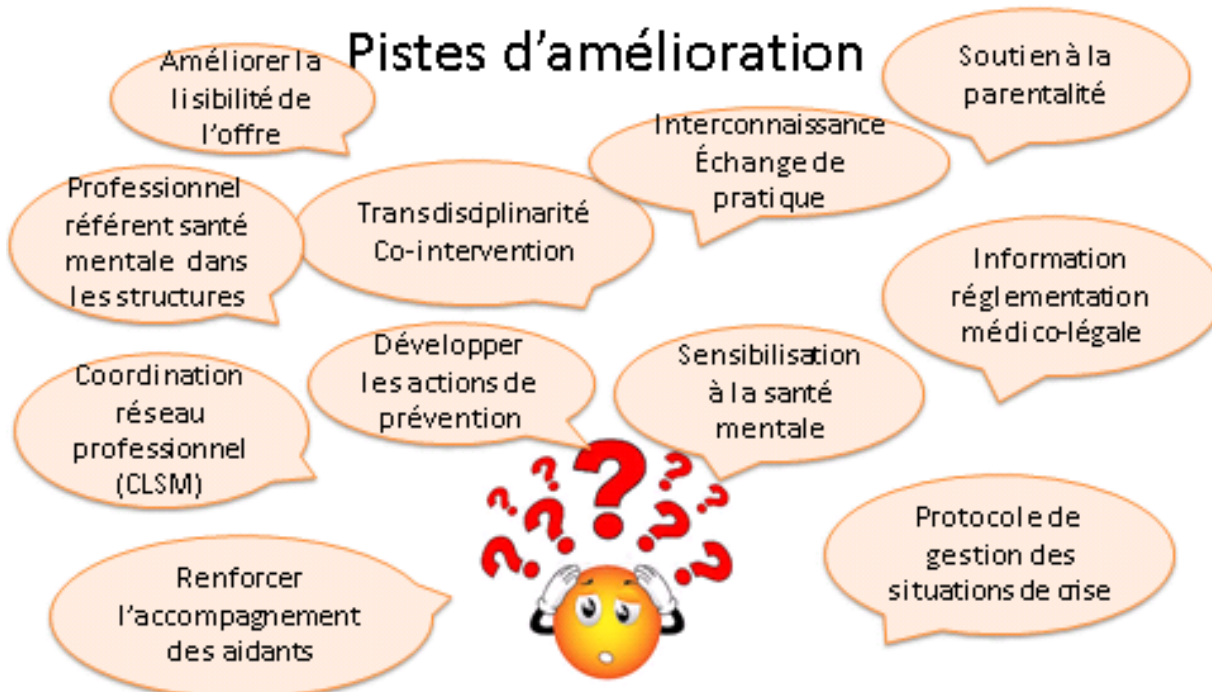 Pistes d'amélioration
Améliorer la
lisibilité de
l'offre
Soutien à la
parentalité
Interconnaissance
Échange de
pratique
Professionnel
référent santé
mentale dans
les structures
Transdisciplinarité
Co-intervention
Information
réglementation
médico-légale
Développer
les actions de
prévention
Sensibilisation
à la santé
mentale
Coordination
réseau
professionnel
(CLSM)
Protocole de
gestion des
situations de crise
Renforcer
l'accompagnement
des aidants